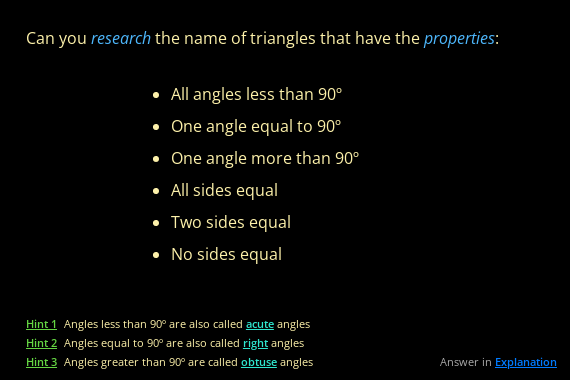 Can you research the name of triangles that have the properties:
• All angles less than 90º
• One angle equal to 90º
• One angle more than 90º
• All sides equal
• Two sides equal
• No sides equal
Hint 1 Angles less than 90º are also called acute angles
Hint 2 Angles equal to 90º are also called right angles
Hint 3 Angles greater than 90º are called obtuse angles
Answer in Explanation